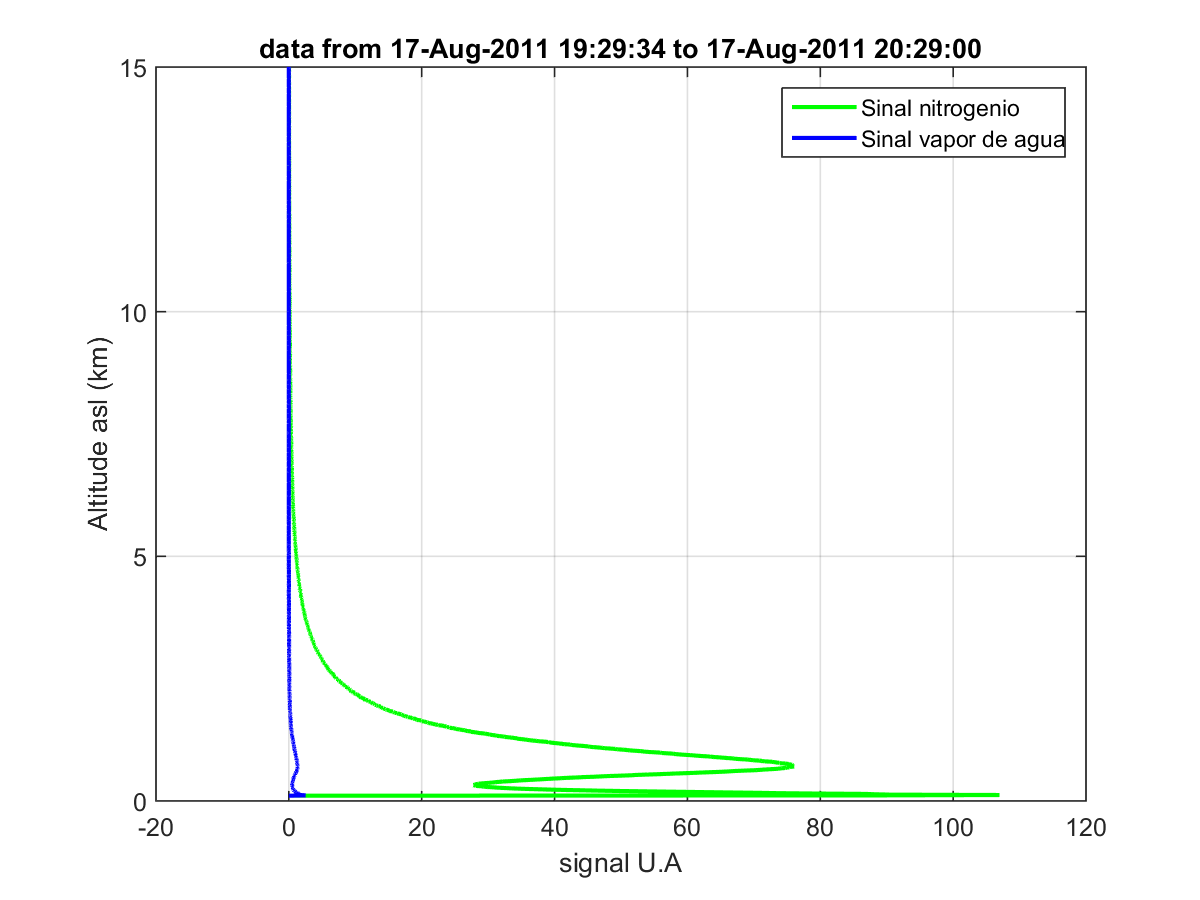 data from 17-Aug-2011 19:29:34 to 17-Aug-2011 20:29:00
Sinal nitrogenio
Sinal vapor de agua
15
10
5
0
Altitude asl (km)
-20 0 20 40 60 80 100 120
signal U.A